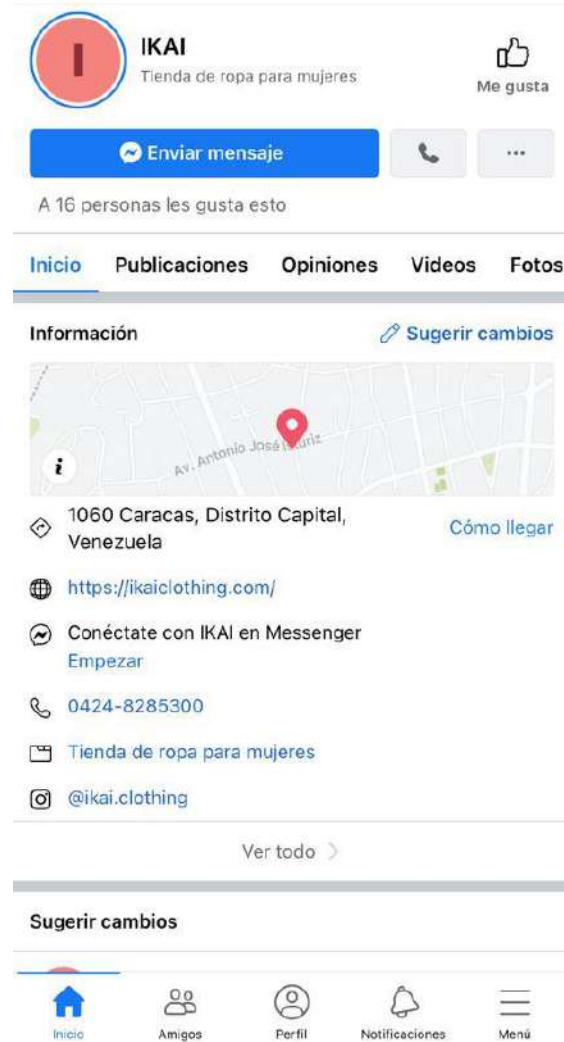 I
IKAI
Tienda de ropa para mujeres
Me gusta
Enviar mensaje
A 16 personas les gusta esto
Inicio Publicaciones Opiniones Videos Fotos
Información
Sugerir cambios
Av. Antonio José Istúriz
i
1060 Caracas, Distrito Capital,
Venezuela
Cómo llegar
https://ikaiclothing.com/
Conéctate con IKAI en Messenger
Empezar
0424-8285300
Tienda de ropa para mujeres
@ikai.clothing
Ver todo
Sugerir cambios
Inicio Amigos Perfil Notificaciones Menú